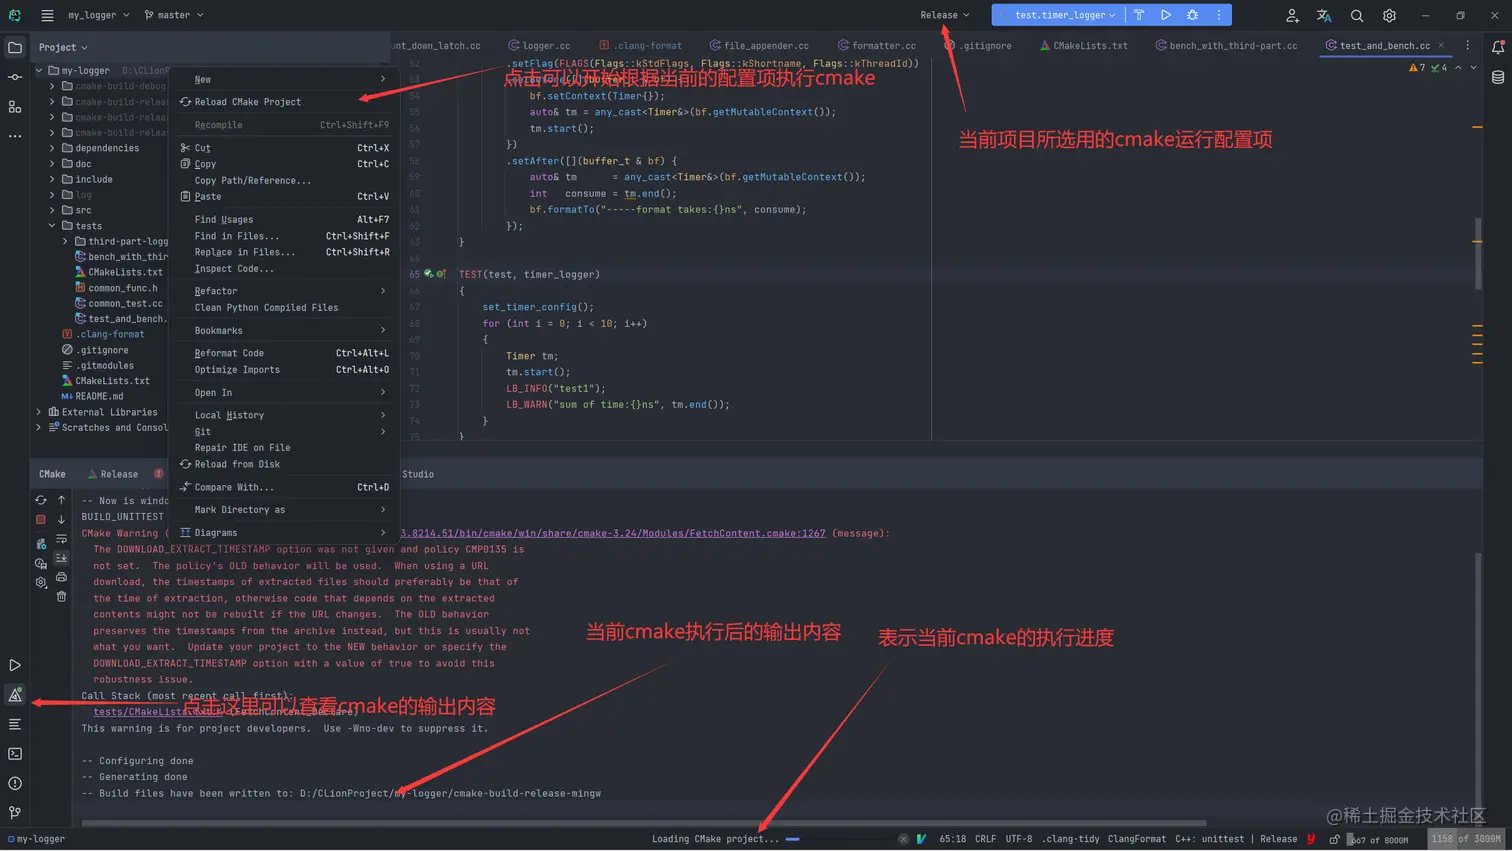 my_logger
master
Release
test.timer_logger
Project
unt_down_latch.cc
logger.cc
.clang-format
file_appender.cc
formatter.cc
.gitignore
CMakeLists.txt
bench_with_third-part.cc
test_and_bench.cc
7
4
my-logger D:\CLion
cmake-build-debug
cmake-build-relea
cmake-build-relea
cmake-build-relea
dependencies
doc
include
log
src
tests
third-part-logg
bench_with_thir
CMakeLists.txt
common_func.h
common_test.cc
test_and_bench.
.clang-format
.gitignore
.gitmodules
CMakeLists.txt
README.md
External Libraries
Scratches and Consol
New
Reload CMake Project
Recompile Ctrl+Shift+F9
Cut Ctrl+X
Copy Ctrl+C
Copy Path/Reference...
Paste Ctrl+V
Find Usages Alt+F7
Find in Files... Ctrl+Shift+F
Replace in Files... Ctrl+Shift+R
Inspect Code...
Refactor
Clean Python Compiled Files
Bookmarks
Reformat Code Ctrl+Alt+L
Optimize Imports Ctrl+Alt+O
Open In
Local History
Git
Repair IDE on File
Reload from Disk
Compare With... Ctrl+D
Mark Directory as
Diagrams
52 .setFlag(FLAGS(Flags::kStdFlags, Flags::kShortname, Flags::kThreadId))
点击可以开始根据当前的配置项执行cmake
54 bf.setContext(Timer{});
55 auto& tm = any_cast<Timer&>(bf.getMutableContext());
56 tm.start();
57 })
58 .setAfter([](buffer_t & bf) {
59 auto& tm = any_cast<Timer&>(bf.getMutableContext());
60 int consume = tm.end();
61 bf.formatTo("-----format takes:{}ns", consume);
62 });
63 }
64
65 TEST(test, timer_logger)
66 {
67 set_timer_config();
68 for (int i = 0; i < 10; i++)
69 {
70 Timer tm;
71 tm.start();
72 LB_INFO("test1");
73 LB_WARN("sum of time:{}ns", tm.end());
74 }
75 }
当前项目所选用的cmake运行配置项
CMake
Release
Studio
-- Now is windo
BUILD_UNITTEST
CMake Warning ( 3.8214.51/bin/cmake/win/share/cmake-3.24/Modules/FetchContent.cmake:1267 (message):
The DOWNLOAD_EXTRACT_TIMESTAMP option was not given and policy CMP0135 is
not set. The policy's OLD behavior will be used. When using a URL
download, the timestamps of extracted files should preferably be that of
the time of extraction, otherwise code that depends on the extracted
contents might not be rebuilt if the URL changes. The OLD behavior
preserves the timestamps from the archive instead, but this is usually not
what you want. Update your project to the NEW behavior or specify the
DOWNLOAD_EXTRACT_TIMESTAMP option with a value of true to avoid this
robustness issue.
当前cmake执行后的输出内容
表示当前cmake的执行进度
Call Stack (most recent call first):
点击这里可以查看cmake的输出内容
tests/CMakeLists.txt (FetchContent_Declare)
This warning is for project developers. Use -Wno-dev to suppress it.
-- Configuring done
-- Generating done
-- Build files have been written to: D:/CLionProject/my-logger/cmake-build-release-mingw
@稀土掘金技术社区
my-logger
Loading CMake project...
65:18 CRLF UTF-8 .clang-tidy ClangFormat C++: unittest | Release
667 of 8000M
1158 of 3000M